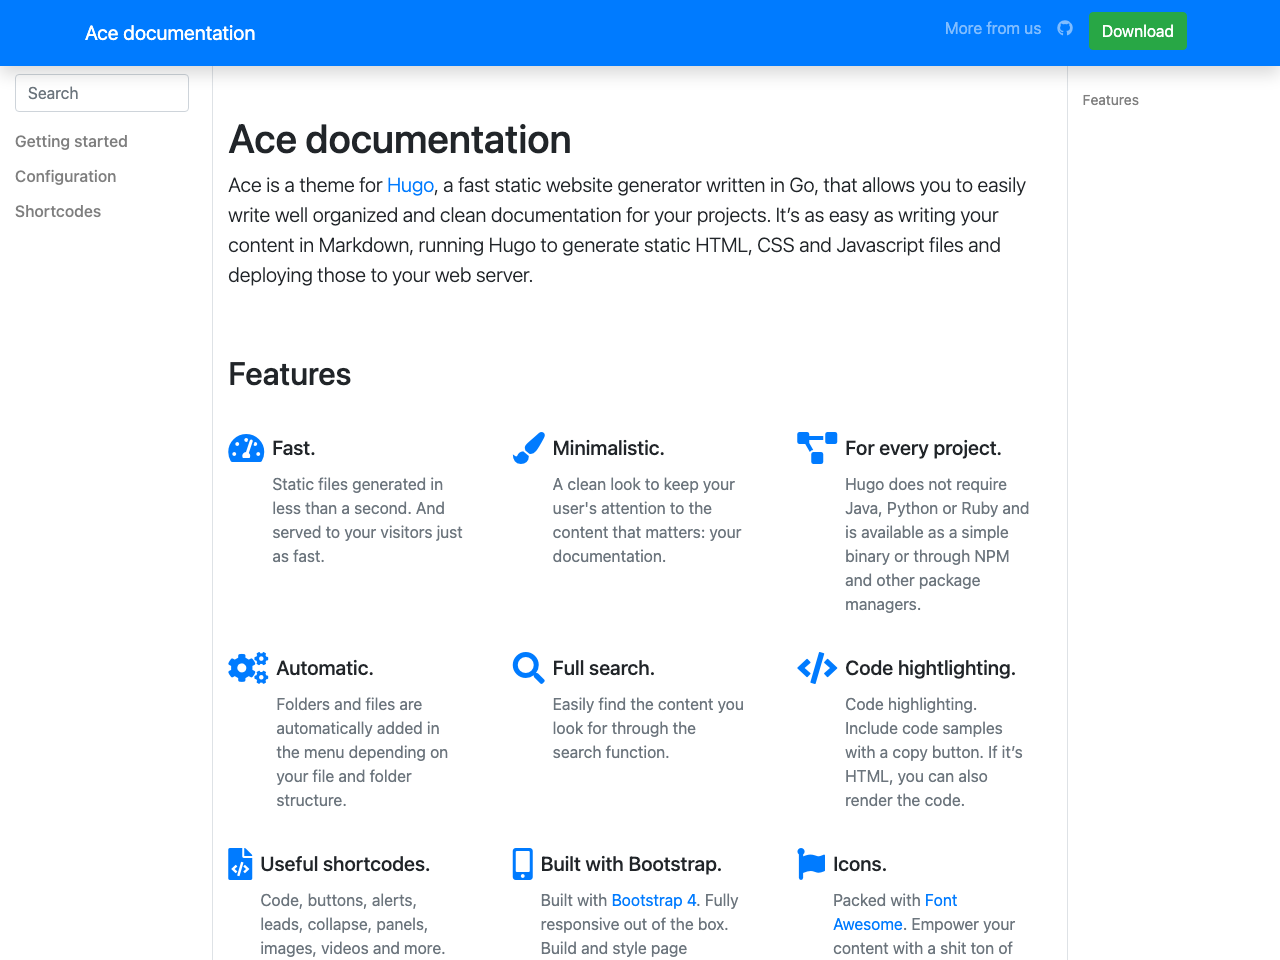 Ace documentation
More from us
Download
Search
Getting started
Configuration
Shortcodes
Features
Ace documentation
Ace is a theme for Hugo, a fast static website generator written in Go, that allows you to easily
write well organized and clean documentation for your projects. It’s as easy as writing your
content in Markdown, running Hugo to generate static HTML, CSS and Javascript files and
deploying those to your web server.
Features
Fast.
Static files generated in
less than a second. And
served to your visitors just
as fast.
Minimalistic.
A clean look to keep your
user's attention to the
content that matters: your
documentation.
For every project.
Hugo does not require
Java, Python or Ruby and
is available as a simple
binary or through NPM
and other package
managers.
Automatic.
Folders and files are
automatically added in
the menu depending on
your file and folder
structure.
Full search.
Easily find the content you
look for through the
search function.
Code hightlighting.
Code highlighting.
Include code samples
with a copy button. If it’s
HTML, you can also
render the code.
Useful shortcodes.
Code, buttons, alerts,
leads, collapse, panels,
images, videos and more.
Built with Bootstrap.
Built with Bootstrap 4. Fully
responsive out of the box.
Build and style page
Icons.
Packed with Font
Awesome. Empower your
content with a shit ton of